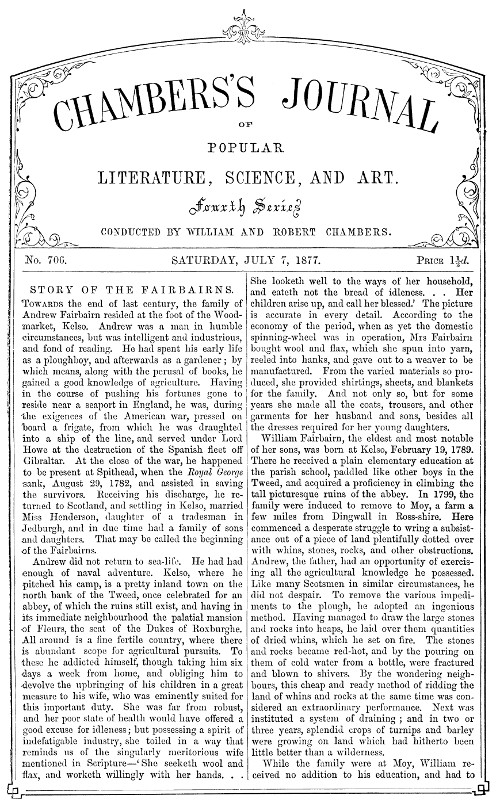 CHAMBERS'S JOURNAL
OF
POPULAR
LITERATURE, SCIENCE, AND ART.
Fourth Series
CONDUCTED BY WILLIAM AND ROBERT CHAMBERS.
No. 706. SATURDAY, JULY 7, 1877. PRICE 1½d.
STORY OF THE FAIRBAIRNS.
TOWARDS the end of last century, the family of
Andrew Fairbairn resided at the foot of the Wood-
market, Kelso. Andrew was a man in humble
circumstances, but was intelligent and industrious,
and fond of reading. He had spent his early life
as a ploughboy, and afterwards as a gardener; by
which means, along with the perusal of books, he
gained a good knowledge of agriculture. Having
in the course of pushing his fortunes gone to
reside near a seaport in England, he was, during
the exigences of the American war, pressed on
board a frigate, from which he was draughted
into a ship of the line, and served under Lord
Howe at the destruction of the Spanish fleet off
Gibraltar. At the close of the war, he happened
to be present at Spithead, when the Royal George
sank, August 29, 1782, and assisted in saving
the survivors. Receiving his discharge, he re-
turned to Scotland, and settling in Kelso, married
Miss Henderson, daughter of a tradesman in
Jedburgh, and in due time had a family of sons
and daughters. That may be called the beginning
of the Fairbairns.
Andrew did not return to sea-life. He had had
enough of naval adventure. Kelso, where he
pitched his camp, is a pretty inland town on the
north bank of the Tweed, once celebrated for an
abbey, of which the ruins still exist, and having in
its immediate neighbourhood the palatial mansion
of Fleurs, the seat of the Dukes of Roxburghe.
All around is a fine fertile country, where there
is abundant scope for agricultural pursuits. To
these he addicted himself, though taking him six
days a week from home, and obliging him to
devolve the upbringing of his children in a great
measure to his wife, who was eminently suited for
this important duty. She was far from robust,
and her poor state of health would have offered a
good excuse for idleness; but possessing a spirit of
indefatigable industry, she toiled in a way that
reminds us of the singularly meritorious wife
mentioned in Scripture—'She seeketh wool and
flax, and worketh willingly with her hands. . .
She looketh well to the ways of her household,
and eateth not the bread of idleness. . . Her
children arise up, and call her blessed.' The picture
is accurate in every detail. According to the
economy of the period, when as yet the domestic
spinning-wheel was in operation, Mrs Fairbairn
bought wool and flax, which she spun into yarn,
reeled into hanks, and gave out to a weaver to be
manufactured. From the varied materials so pro-
duced, she provided shirtings, sheets, and blankets
for the family. And not only so, but for some
years she made all the coats, trousers, and other
garments for her husband and sons, besides all
the dresses required for her young daughters.
William Fairbairn, the eldest and most notable
of her sons, was born at Kelso, February 19, 1789.
There he received a plain elementary education at
the parish school, paddled like other boys in the
Tweed, and acquired a proficiency in climbing the
tall picturesque ruins of the abbey. In 1799, the
family were induced to remove to Moy, a farm a
few miles from Dingwall in Ross-shire. Here
commenced a desperate struggle to wring a subsist-
ence out of a piece of land plentifully dotted over
with whins, stones, rocks, and other obstructions.
Andrew, the father, had an opportunity of exercis-
ing all the agricultural knowledge he possessed.
Like many Scotsmen in similar circumstances, he
did not despair. To remove the various impedi-
ments to the plough, he adopted an ingenious
method. Having managed to draw the large stones
and rocks into heaps, he laid over them quantities
of dried whins, which he set on fire. The stones
and rocks became red-hot, and by the pouring on
them of cold water from a bottle, were fractured
and blown to shivers. By the wondering neigh-
bours, this cheap and ready method of ridding the
land of whins and rocks at the same time was con-
sidered an extraordinary performance. Next was
instituted a system of draining; and in two or
three years, splendid crops of turnips and barley
were growing on land which had hitherto been
little better than a wilderness.
While the family were at Moy, William re-
ceived no addition to his education, and had to